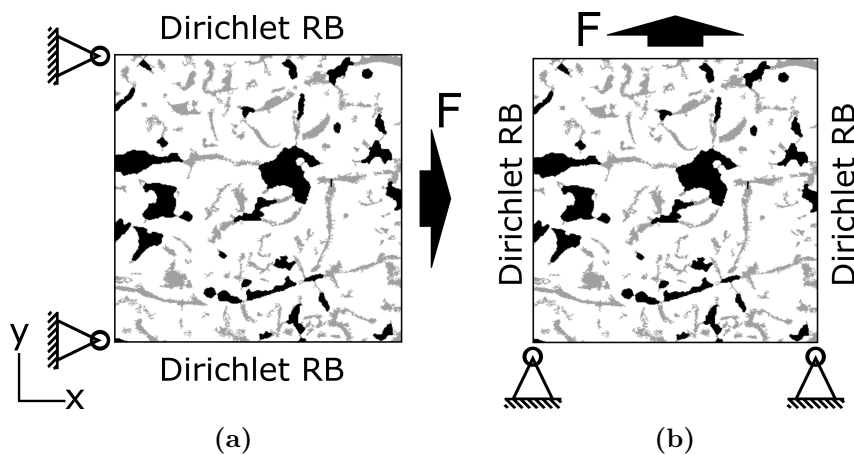 Dirichlet RB
F
Dirichlet RB
y
x
(a)
F
Dirichlet RB
Dirichlet RB
(b)